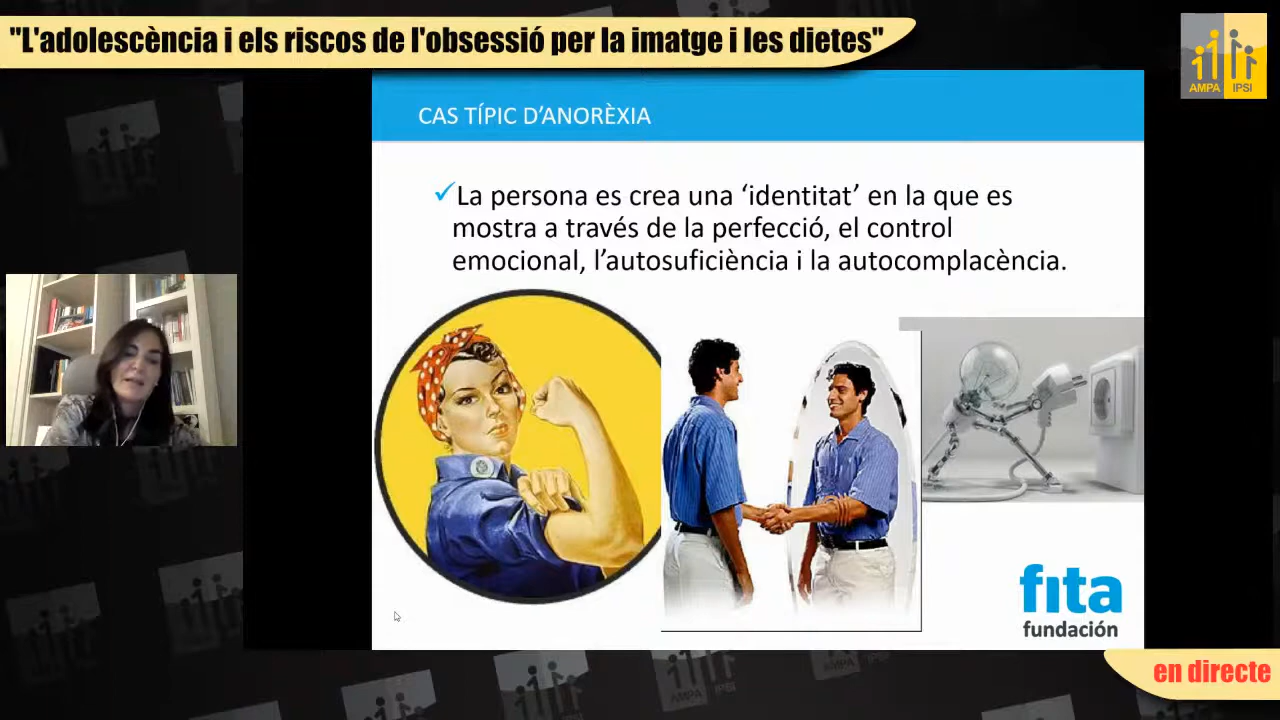 "L'adolescència i els riscos de l'obsessió per la imatge i les dietes"
AMPA IPSI
CAS TÍPIC D'ANORÈXIA
✓La persona es crea una ‘identitat’ en la que es
mostra a través de la perfecció, el control
emocional, l’autosuficiència i la autocomplacència.
fita
fundación
en directe
AMPA IPSI